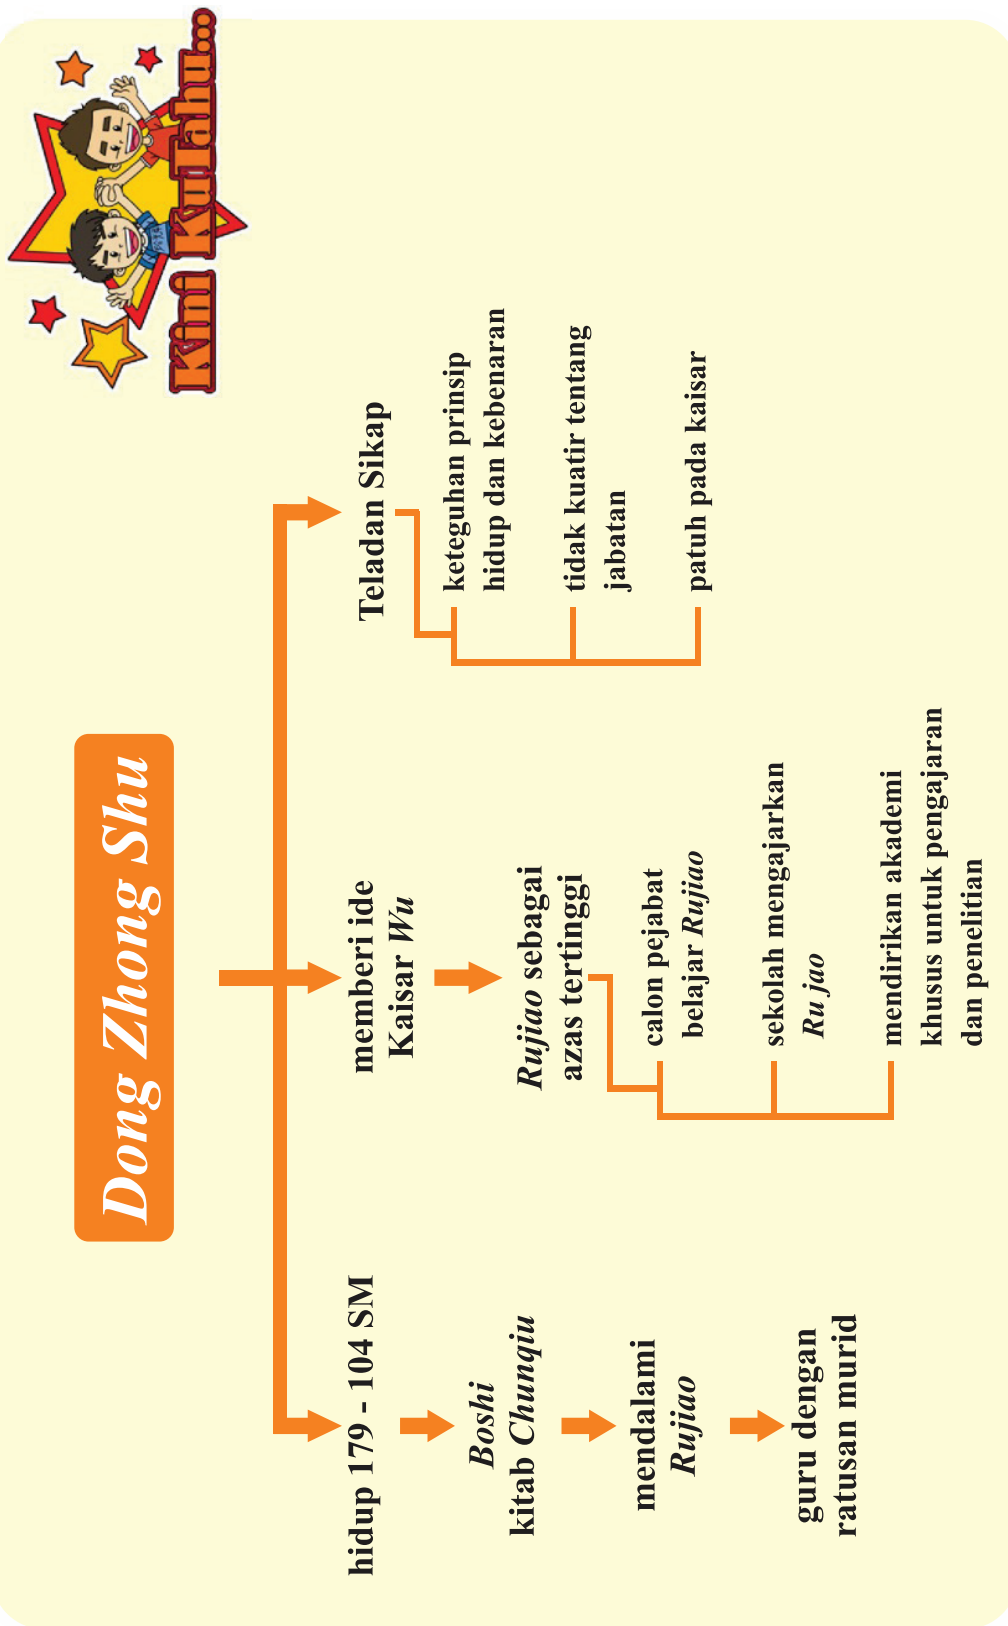 Kini KuTahu...
Dong Zhong Shu
hidup 179 - 104 SM
Boshi
kitab Chunqiu
mendalami
Rujiao
guru dengan
ratusan murid
memberi ide
Kaisar Wu
Rujiao sebagai
azas tertinggi
calon pejabat
belajar Rujiao
sekolah mengajarkan
Ru jao
mendirikan akademi
khusus untuk pengajaran
dan penelitian
Teladan Sikap
keteguhan prinsip
hidup dan kebenaran
tidak kuatir tentang
jabatan
patuh pada kaisar